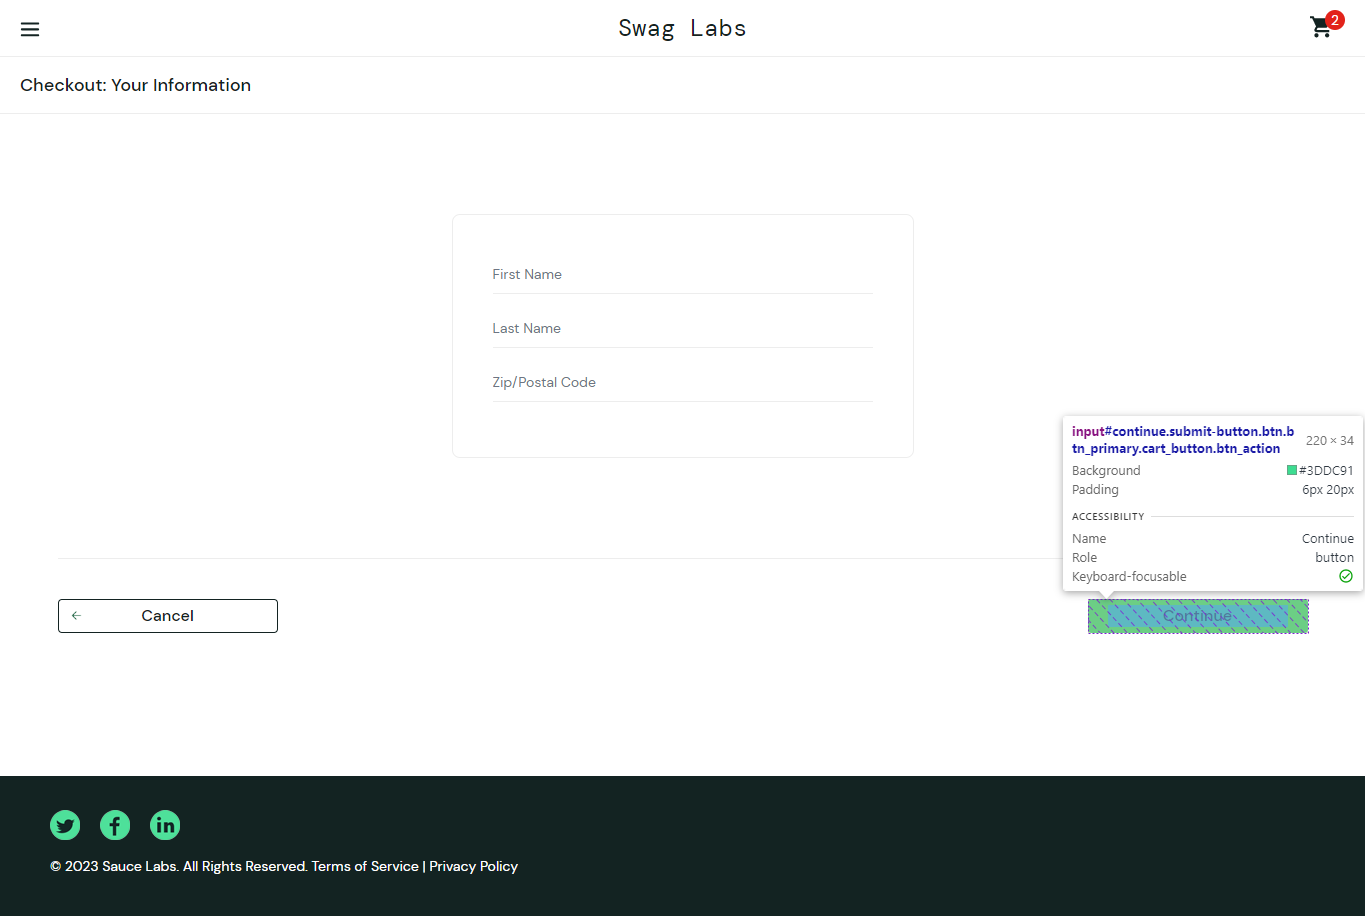 Swag Labs
2
Checkout: Your Information
First Name
Last Name
Zip/Postal Code
input#continue.submit-button.btn.b
tn_primary.cart_button.btn_action
220 × 34
Background #3DDC91
Padding 6px 20px
ACCESSIBILITY
Name Continue
Role button
Keyboard-focusable
← Cancel
Continue
© 2023 Sauce Labs. All Rights Reserved. Terms of Service | Privacy Policy